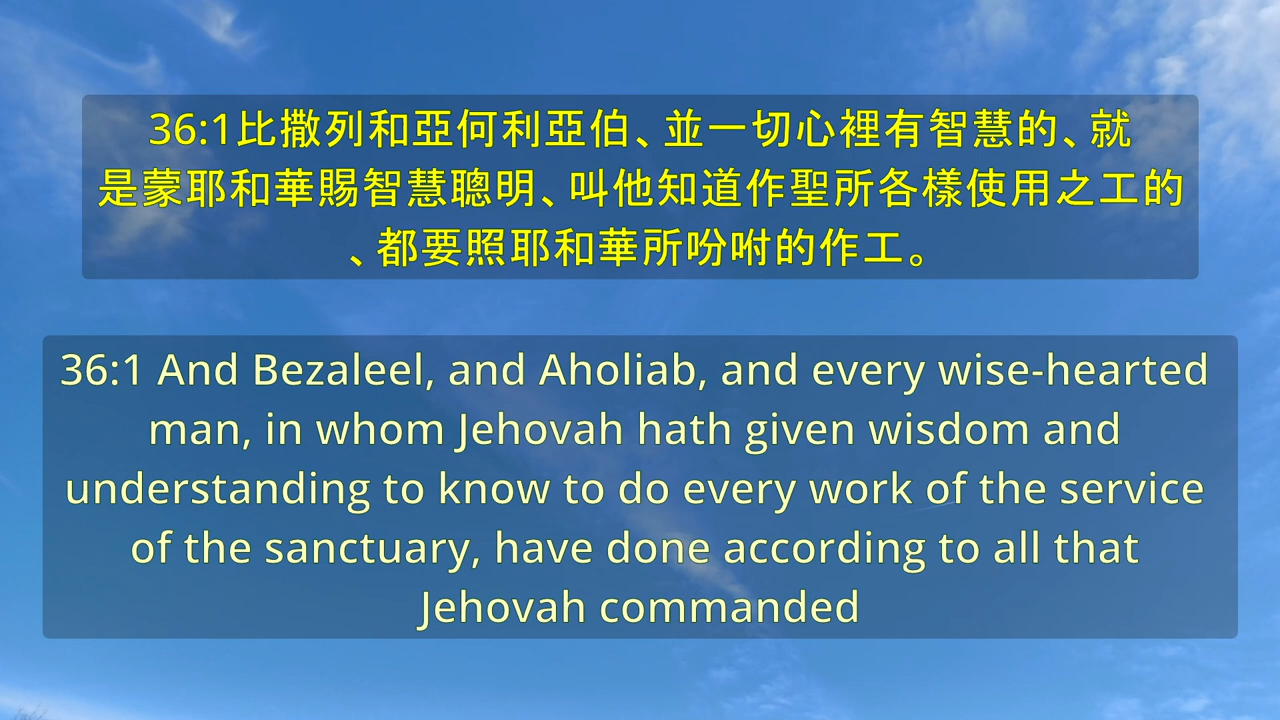 36:1比撒列和亞何利亞伯、並一切心裡有智慧的、就
是蒙耶和華賜智慧聰明、叫他知道作聖所各樣使用之工的
、都要照耶和華所吩咐的作工。
36:1 And Bezaleel, and Aholiab, and every wise-hearted
man, in whom Jehovah hath given wisdom and
understanding to know to do every work of the service
of the sanctuary, have done according to all that
Jehovah commanded